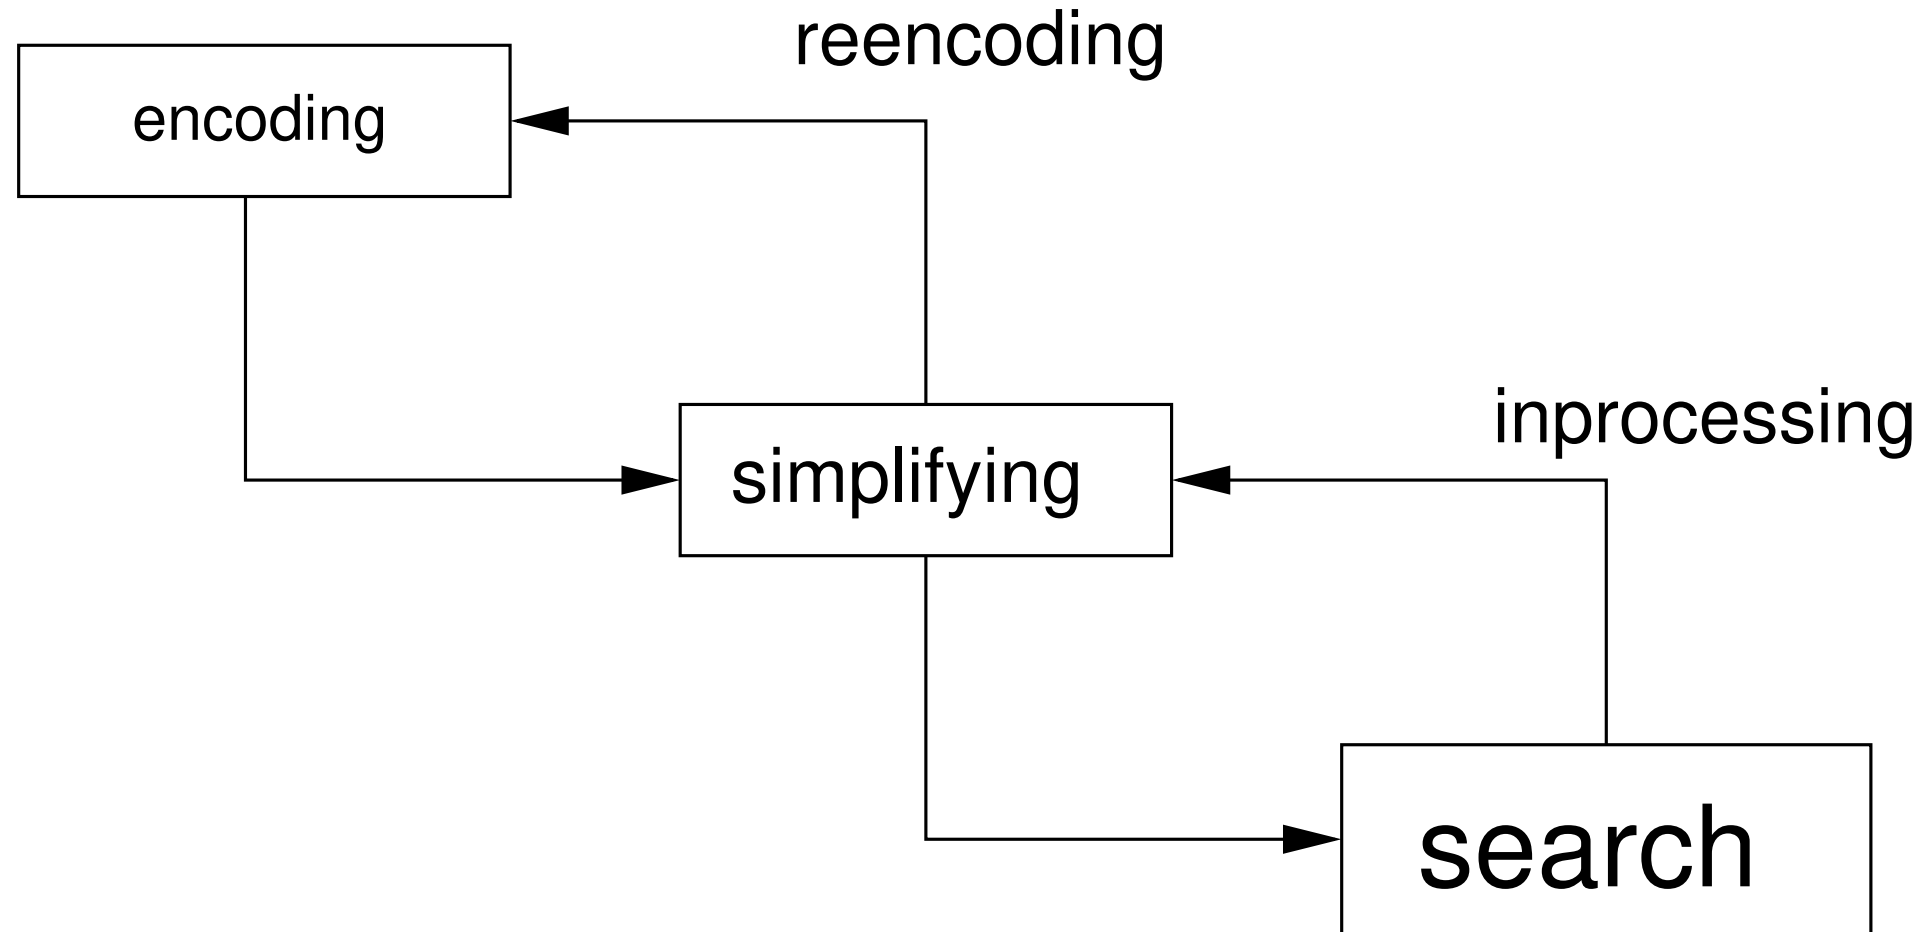 reencoding
encoding
inprocessing
simplifying
search